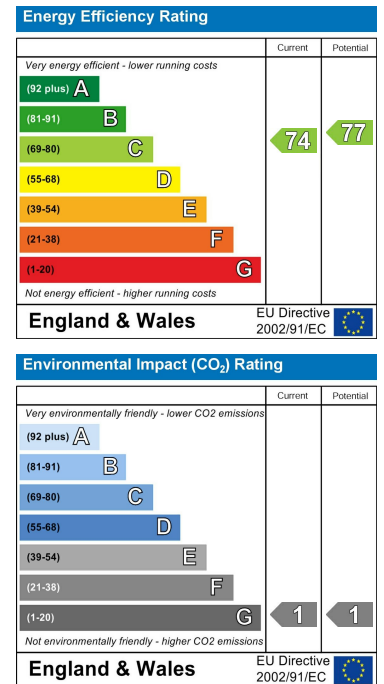 Energy Efficiency Rating
Current Potential
Very energy efficient - lower running costs
(92 plus) A
(81-91) B
(69-80) C
74 77
(55-68) D
(39-54) E
(21-38) F
(1-20) G
Not energy efficient - higher running costs
England & Wales
EU Directive
2002/91/EC
Environmental Impact (CO₂) Rating
Current Potential
Very environmentally friendly - lower CO2 emissions
(92 plus) A
(81-91) B
(69-80) C
(55-68) D
(39-54) E
(21-38) F
(1-20) G 1 1
Not environmentally friendly - higher CO2 emissions
England & Wales
EU Directive
2002/91/EC